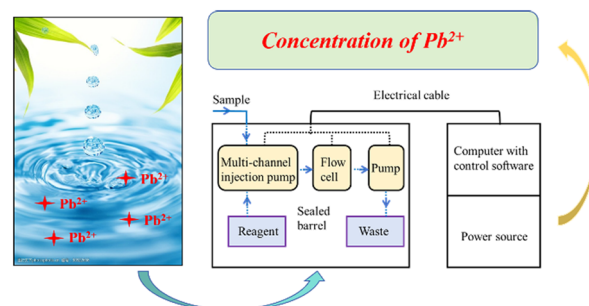 Concentration of Pb²⁺
Sample
Electrical cable
Multi-channel
injection pump
Flow
cell
Pump
Computer with
control software
Pb²⁺
Pb²⁺
Pb²⁺
Pb²⁺
Reagent
Sealed
barrel
Waste
Power source